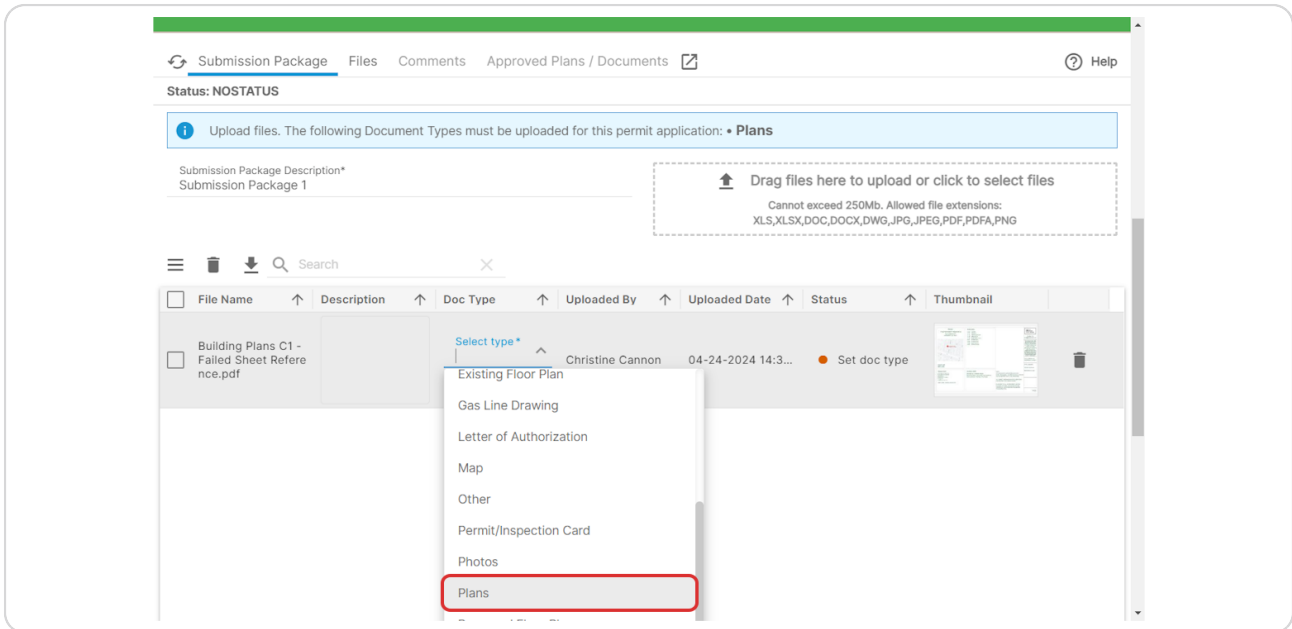 Submission Package Files Comments Approved Plans / Documents Help
Status: NOSTATUS
Upload files. The following Document Types must be uploaded for this permit application: • Plans
Submission Package Description*
Submission Package 1
Drag files here to upload or click to select files
Cannot exceed 250Mb. Allowed file extensions:
XLS,XLSX,DOC,DOCX,DWG,JPG,JPEG,PDF,PDFA,PNG
Search
File Name Description Doc Type Uploaded By Uploaded Date Status Thumbnail
Building Plans C1 -
Failed Sheet Refere
nce.pdf
Select type*
Christine Cannon 04-24-2024 14:3... Set doc type
Existing Floor Plan
Gas Line Drawing
Letter of Authorization
Map
Other
Permit/Inspection Card
Photos
Plans